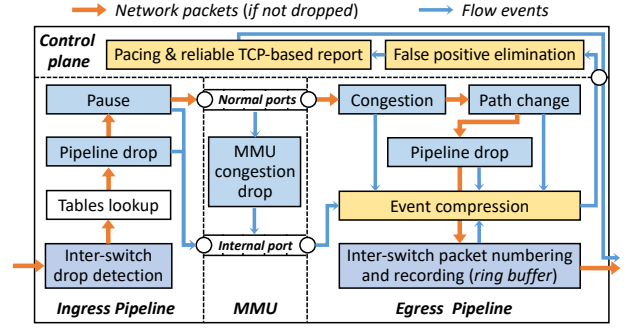 Network packets (if not dropped)
Flow events
Control
plane
Pacing & reliable TCP-based report
False positive elimination
Pause
Normal ports
Congestion
Path change
Pipeline drop
MMU
congestion
drop
Pipeline drop
Tables lookup
Event compression
Internal port
Inter-switch
drop detection
Inter-switch packet numbering
and recording (ring buffer)
Ingress Pipeline
MMU
Egress Pipeline